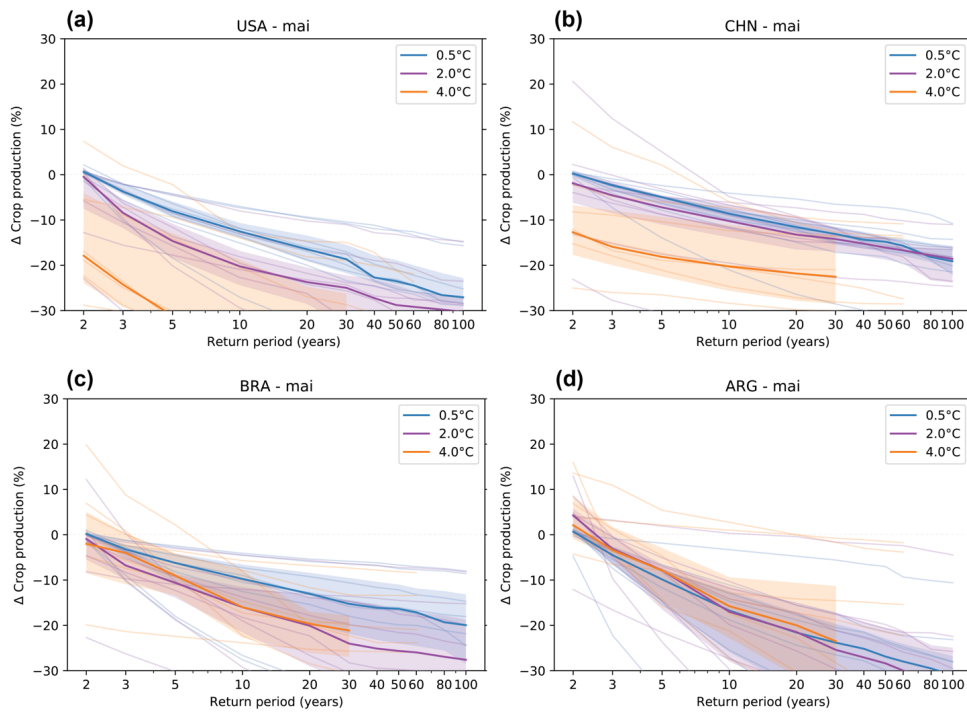 (a)
USA - mai
Δ Crop production (%)
30
20
10
0
−10
−20
−30
0.5°C
2.0°C
4.0°C
2 3 5 10 20 30 40 50 60 80 100
Return period (years)
(b)
CHN - mai
Δ Crop production (%)
30
20
10
0
−10
−20
−30
0.5°C
2.0°C
4.0°C
2 3 5 10 20 30 40 50 60 80 100
Return period (years)
(c)
BRA - mai
Δ Crop production (%)
30
20
10
0
−10
−20
−30
0.5°C
2.0°C
4.0°C
2 3 5 10 20 30 40 50 60 80 100
Return period (years)
(d)
ARG - mai
Δ Crop production (%)
30
20
10
0
−10
−20
−30
0.5°C
2.0°C
4.0°C
2 3 5 10 20 30 40 50 60 80 100
Return period (years)